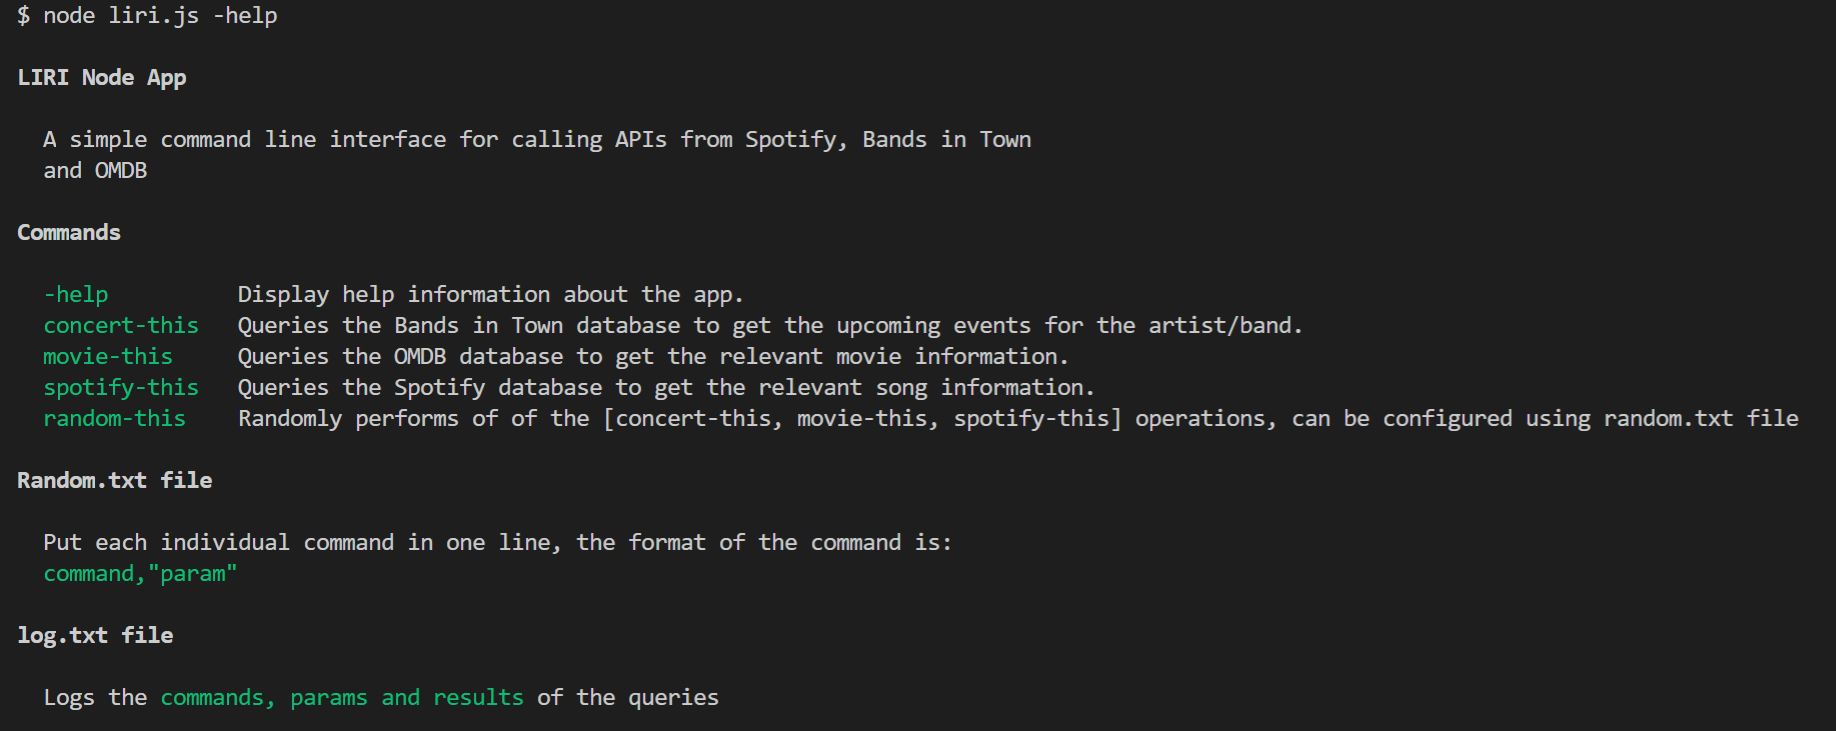 $ node liri.js -help
LIRI Node App
A simple command line interface for calling APIs from Spotify, Bands in Town
and OMDB
Commands
-help Display help information about the app.
concert-this Queries the Bands in Town database to get the upcoming events for the artist/band.
movie-this Queries the OMDB database to get the relevant movie information.
spotify-this Queries the Spotify database to get the relevant song information.
random-this Randomly performs of of the [concert-this, movie-this, spotify-this] operations, can be configured using random.txt file
Random.txt file
Put each individual command in one line, the format of the command is:
command,"param"
log.txt file
Logs the commands, params and results of the queries